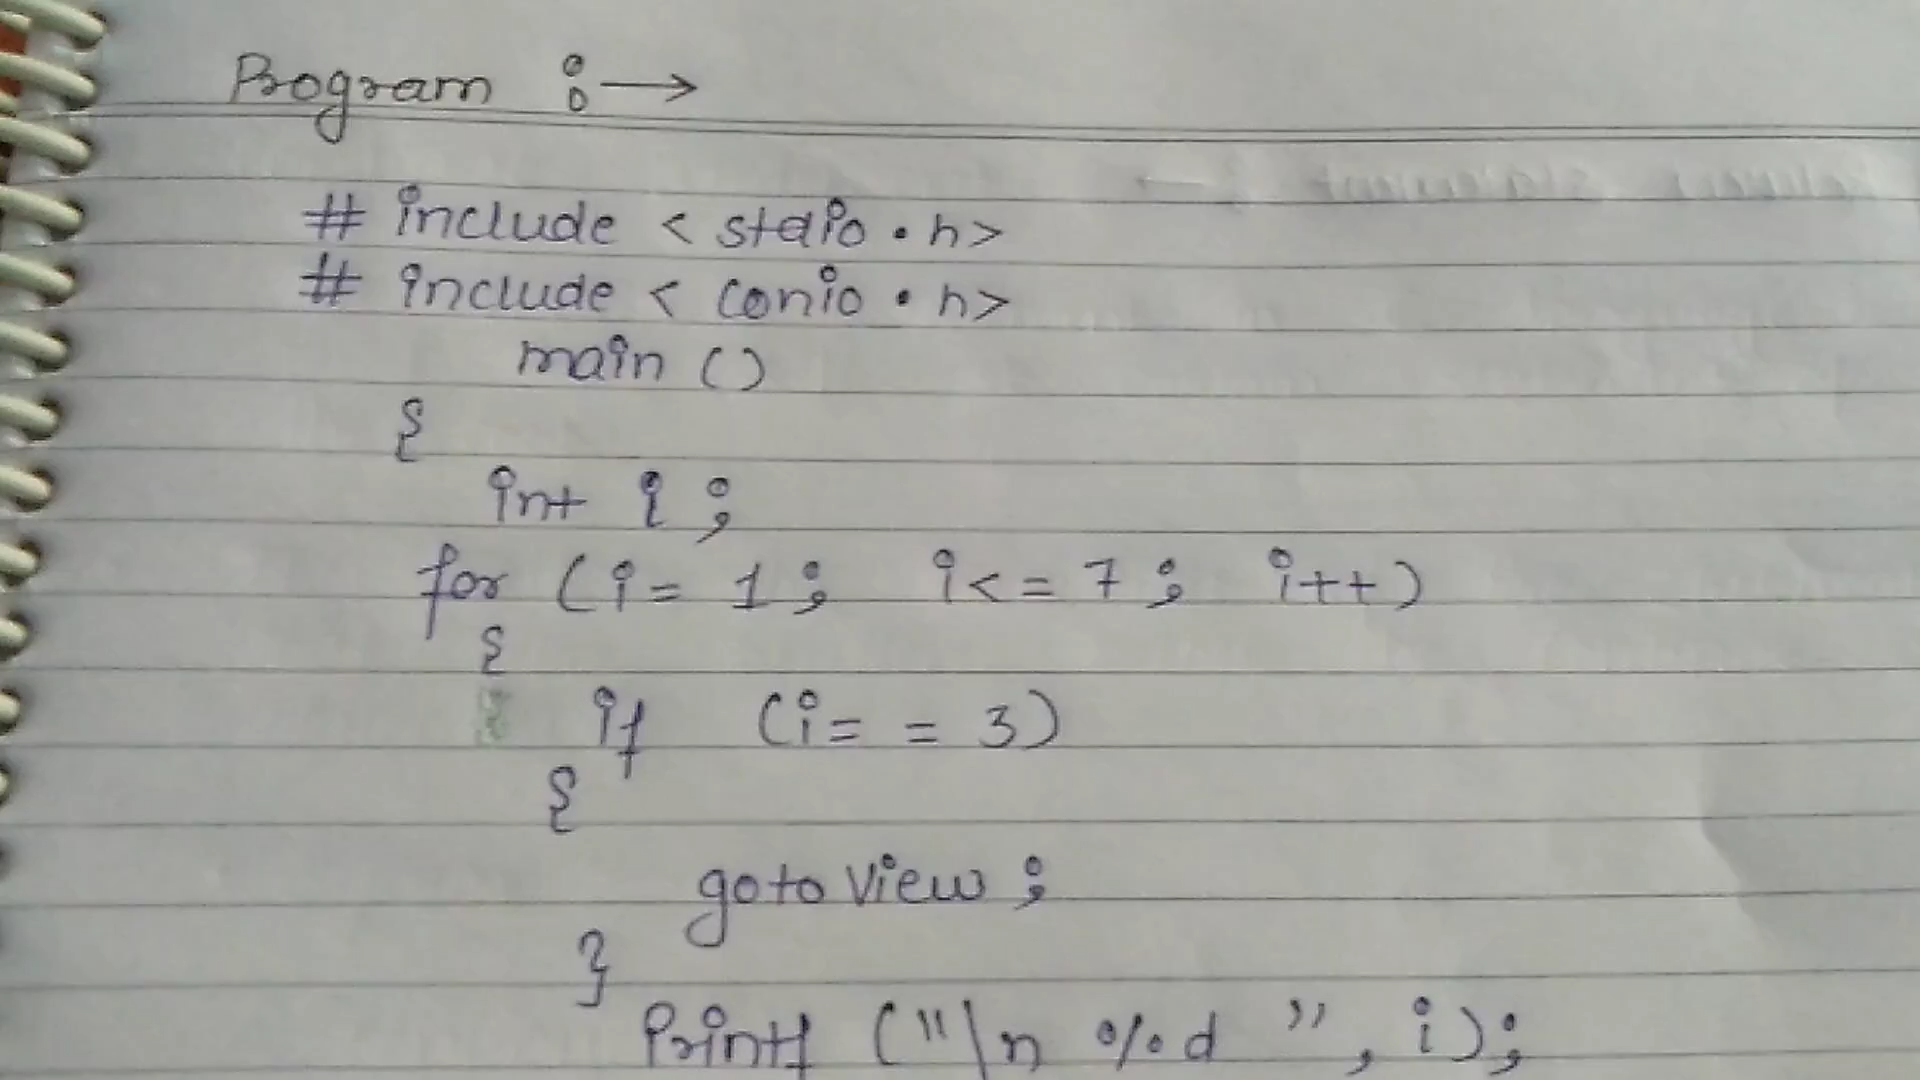 Program :→
# include < stdio . h>
# include < conio . h>
main ()
{
int i ;
for ( i = 1 ; i < = 7 ; i ++ )
{
if ( i = = 3 )
{
goto view ;
}
Printf ("\n %d ", i );